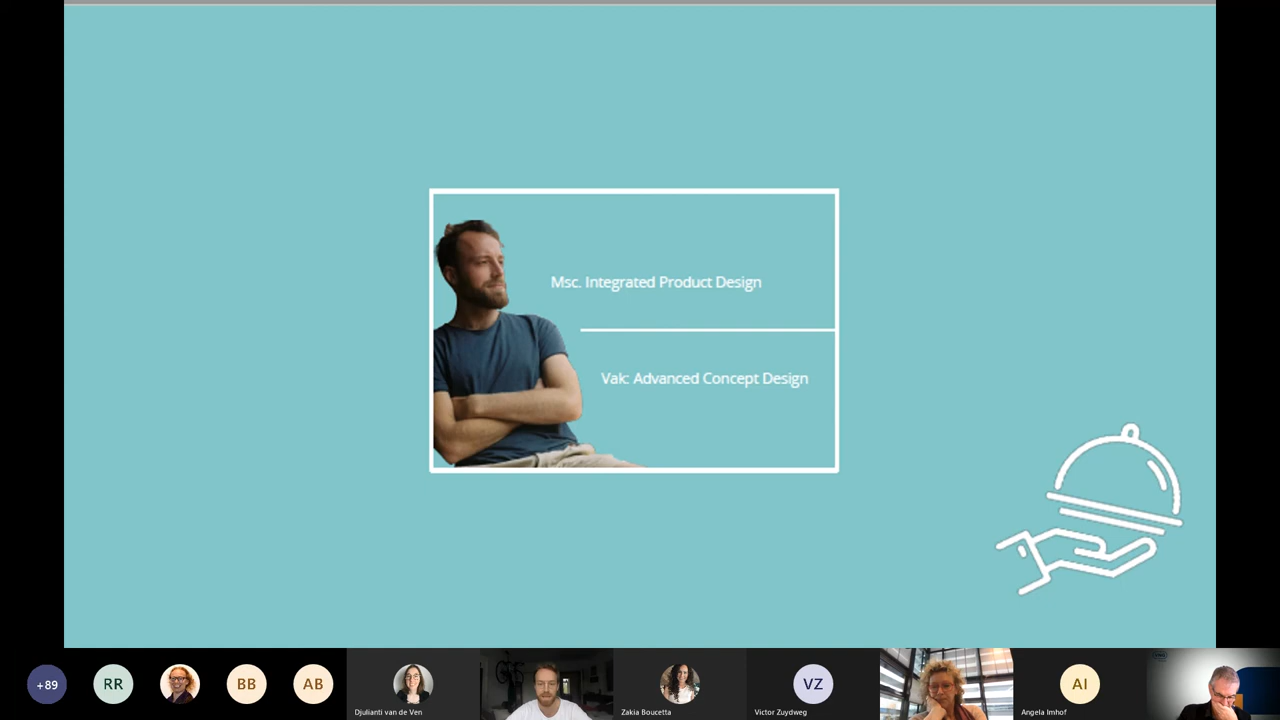 Msc. Integrated Product Design
Vak: Advanced Concept Design
+89
RR
BB
AB
Djulianti van de Ven
Zakia Boucetta
VZ
Victor Zuydweg
AI
Angela Imhof